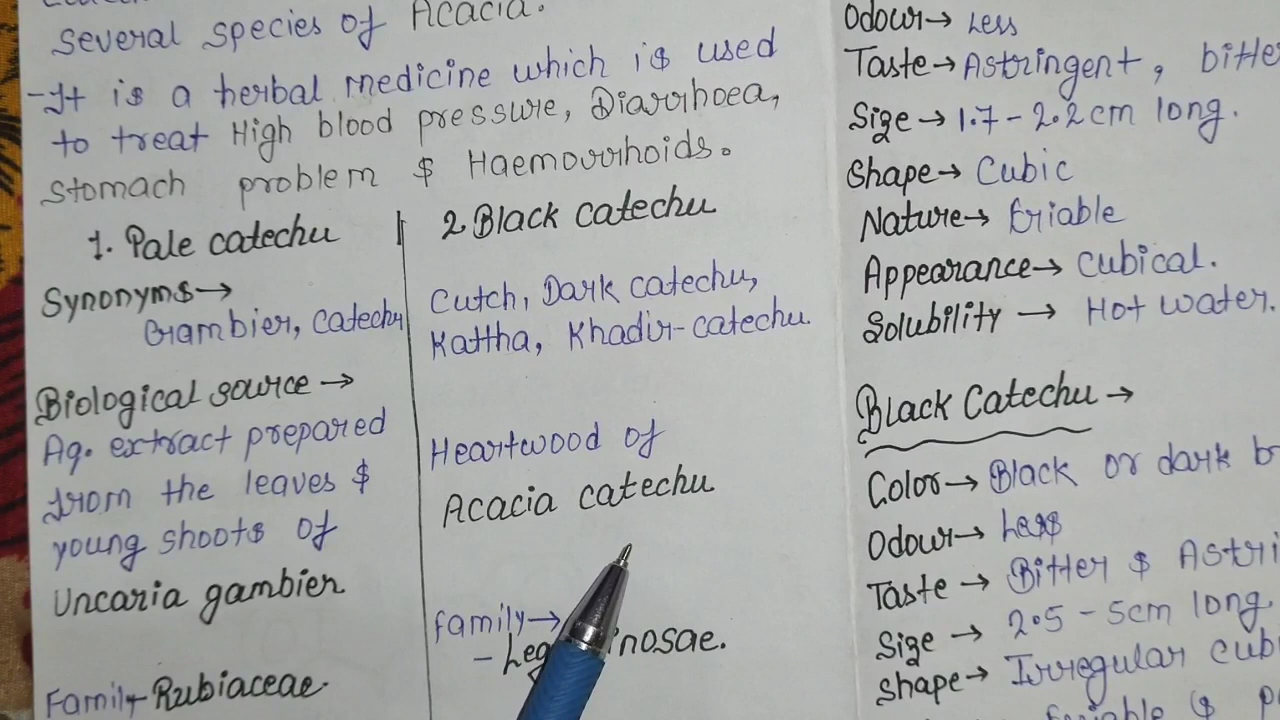 several species of Acacia.
-It is a herbal medicine which is used
to treat High blood pressure, Diarrhoea,
stomach problem & Haemorrhoids.
1. Pale catechu
Synonyms→
Gambier, catechu
Biological source →
Aq. extract prepared
from the leaves &
young shoots of
Uncaria gambier
Family- Rubiaceae.
2. Black catechu
Cutch, Dark catechu,
Kattha, Khadir-catechu.
Heartwood of
Acacia catechu
family→
Odour→ Less
Taste→ Astringent,
Size → 1.7-2.2cm long.
Shape→ Cubic
Nature→ friable
Appearance→ Cubical.
Solubility → Hot water.
Black Catechu →
Color→ Black or dark
Odour→ Less
Taste → Bitter &
Size → 2.5-5cm long.
Shape→ Irregular